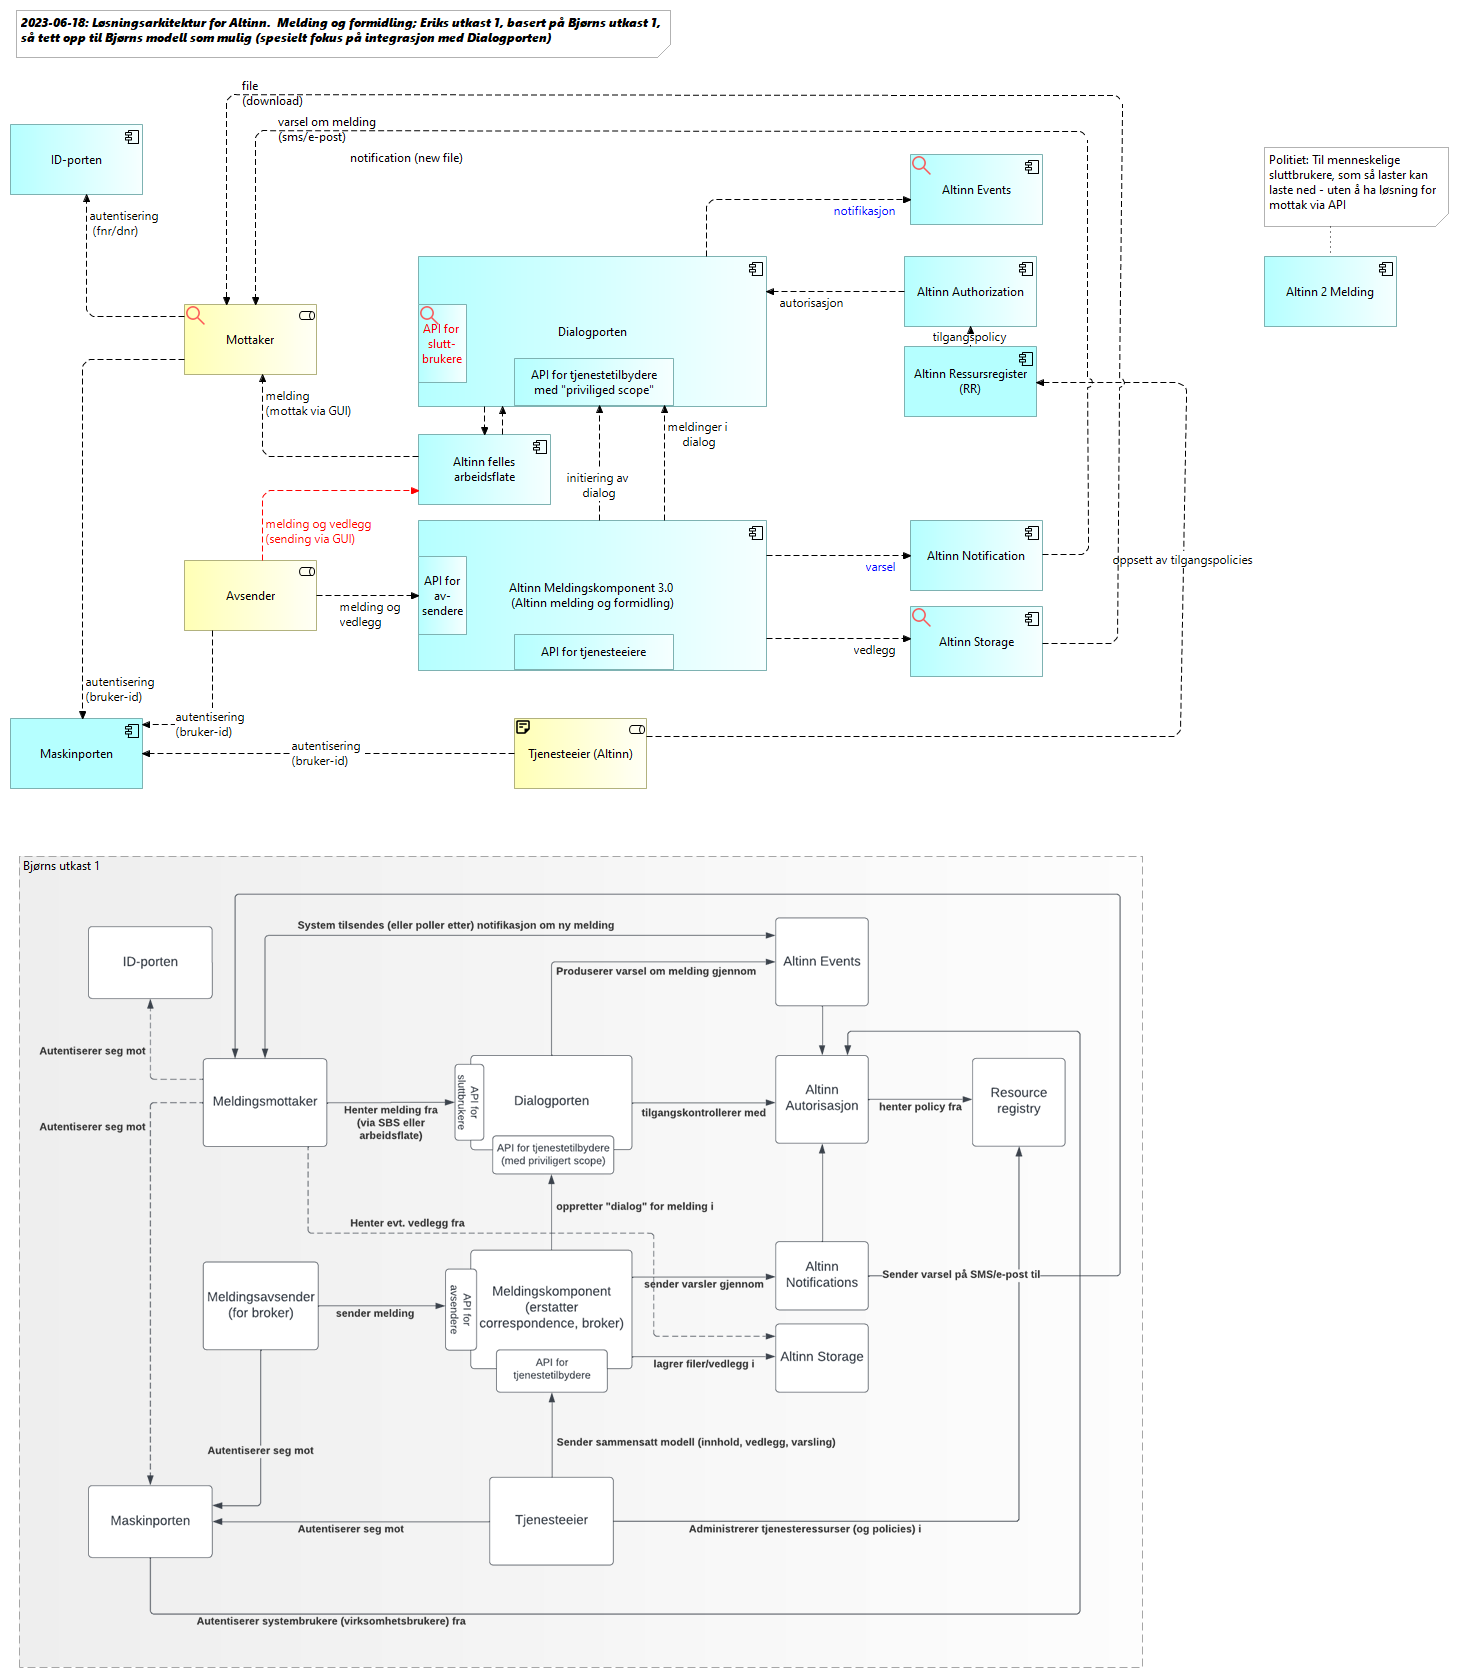 2023-06-18: Løsningsarkitektur for Altinn.  Melding og formidling; Eriks utkast 1, basert på Bjørns utkast 1,
så tett opp til Bjørns modell som mulig (spesielt fokus på integrasjon med Dialogporten)
file
(download)
varsel om melding
(sms/e-post)
notification (new file)
ID-porten
autentisering
(fnr/dnr)
Altinn Events
notifikasjon
Politiet: Til menneskelige
sluttbrukere, som så laster kan
laste ned - uten å ha løsning for
mottak via API
Altinn 2 Melding
Mottaker
API for
slutt-
brukere
Dialogporten
API for tjenestetilbydere
med "priviliged scope"
autorisasjon
Altinn Authorization
tilgangspolicy
Altinn Ressursregister
(RR)
melding
(mottak via GUI)
Altinn felles
arbeidsflate
initiering av
dialog
meldinger i
dialog
melding og vedlegg
(sending via GUI)
Avsender
melding og
vedlegg
API for
av-
sendere
Altinn Meldingskomponent 3.0
(Altinn melding og formidling)
API for tjenesteeiere
varsel
Altinn Notification
oppsett av tilgangspolicies
vedlegg
Altinn Storage
autentisering
(bruker-id)
autentisering
(bruker-id)
Maskinporten
autentisering
(bruker-id)
Tjenesteeier (Altinn)
Bjørns utkast 1
System tilsendes (eller poller etter) notifikasjon om ny melding
ID-porten
Altinn Events
Produserer varsel om melding gjennom
Autentiserer seg mot
Meldingsmottaker
Henter melding fra
(via SBS eller
arbeidsflate)
API for
sluttbrukere
Dialogporten
API for tjenestetilbydere
(med priviligert scope)
tilgangskontrollerer med
Altinn
Autorisasjon
henter policy fra
Resource
registry
Autentiserer seg mot
oppretter "dialog" for melding i
Henter evt. vedlegg fra
Meldingsavsender
(for broker)
sender melding
API for
avsendere
Meldingskomponent
(erstatter
correspondence, broker)
API for
tjenestetilbydere
sender varsler gjennom
Altinn
Notifications
Sender varsel på SMS/e-post til
lagrer filer/vedlegg i
Altinn Storage
Autentiserer seg mot
Sender sammensatt modell (innhold, vedlegg, varsling)
Maskinporten
Autentiserer seg mot
Tjenesteeier
Administrerer tjenesteressurser (og policies) i
Autentiserer systembrukere (virksomhetsbrukere) fra